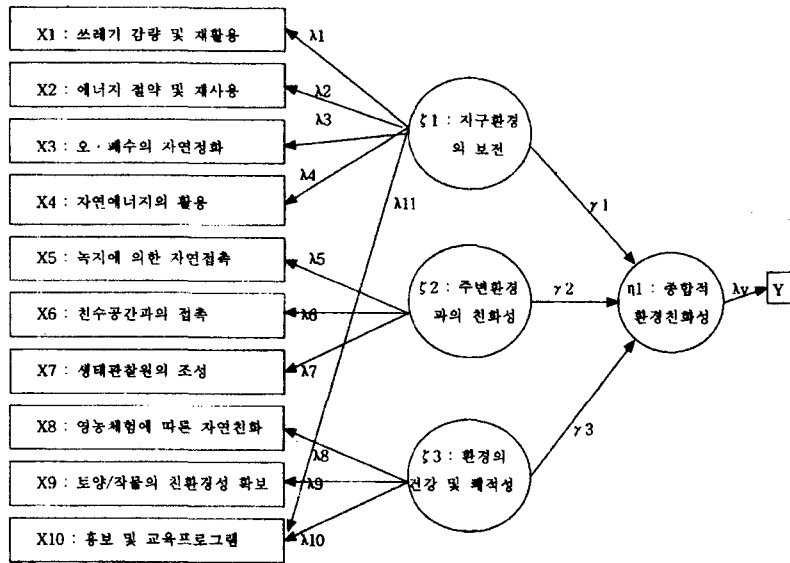 X1 : 쓰레기 감량 및 재활용
λ1
X2 : 에너지 절약 및 재사용
λ2
ζ1 : 지구환경
의 보전
λ3
X3 : 오 · 폐수의 자연정화
λ4
X4 : 자연에너지의 활용
λ11
γ1
X5 : 녹지에 의한 자연접촉
λ5
ζ2 : 주변환경
과의 친화성
γ2
η1 : 종합적
환경친화성
λy
Y
X6 : 친수공간과의 접촉
λ6
X7 : 생태관찰원의 조성
λ7
X8 : 영농체험에 따른 자연친화
λ8
γ3
ζ3 : 환경의
건강 및 쾌적성
X9 : 토양/작물의 친환경성 확보
λ9
X10 : 홍보 및 교육프로그램
λ10